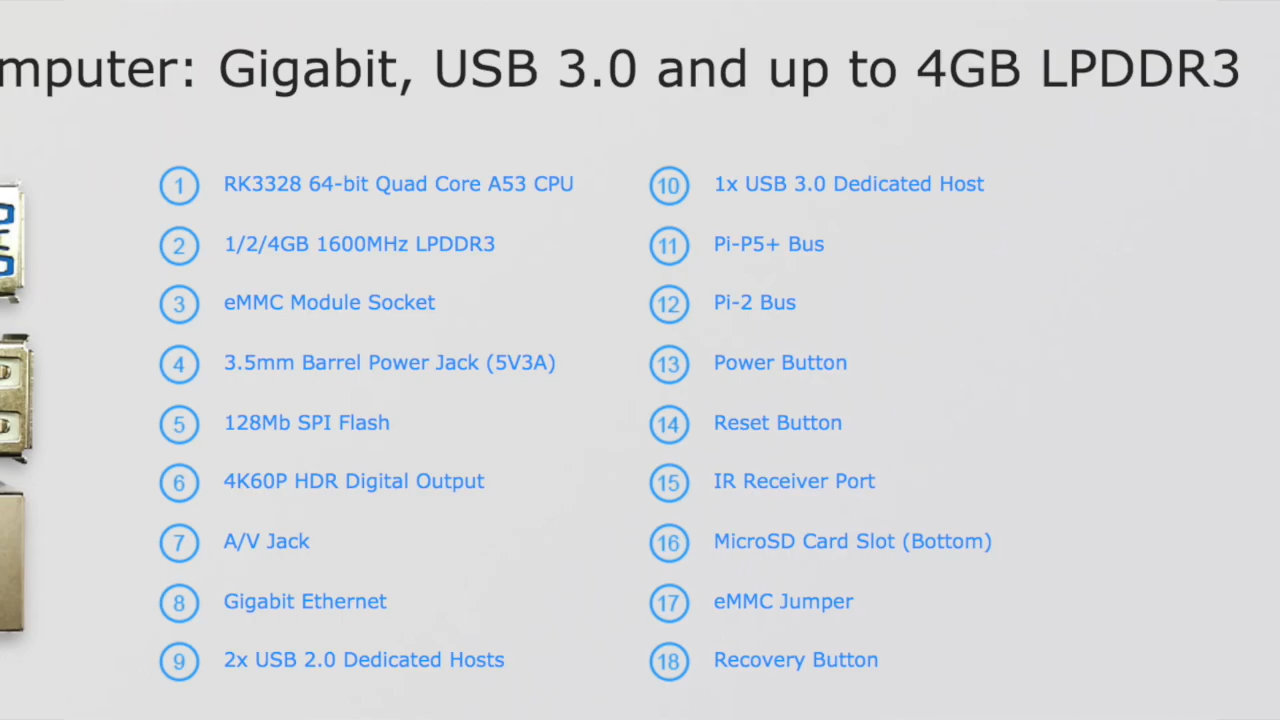 mputer: Gigabit, USB 3.0 and up to 4GB LPDDR3
1 RK3328 64-bit Quad Core A53 CPU
2 1/2/4GB 1600MHz LPDDR3
3 eMMC Module Socket
4 3.5mm Barrel Power Jack (5V3A)
5 128Mb SPI Flash
6 4K60P HDR Digital Output
7 A/V Jack
8 Gigabit Ethernet
9 2x USB 2.0 Dedicated Hosts
10 1x USB 3.0 Dedicated Host
11 Pi-P5+ Bus
12 Pi-2 Bus
13 Power Button
14 Reset Button
15 IR Receiver Port
16 MicroSD Card Slot (Bottom)
17 eMMC Jumper
18 Recovery Button